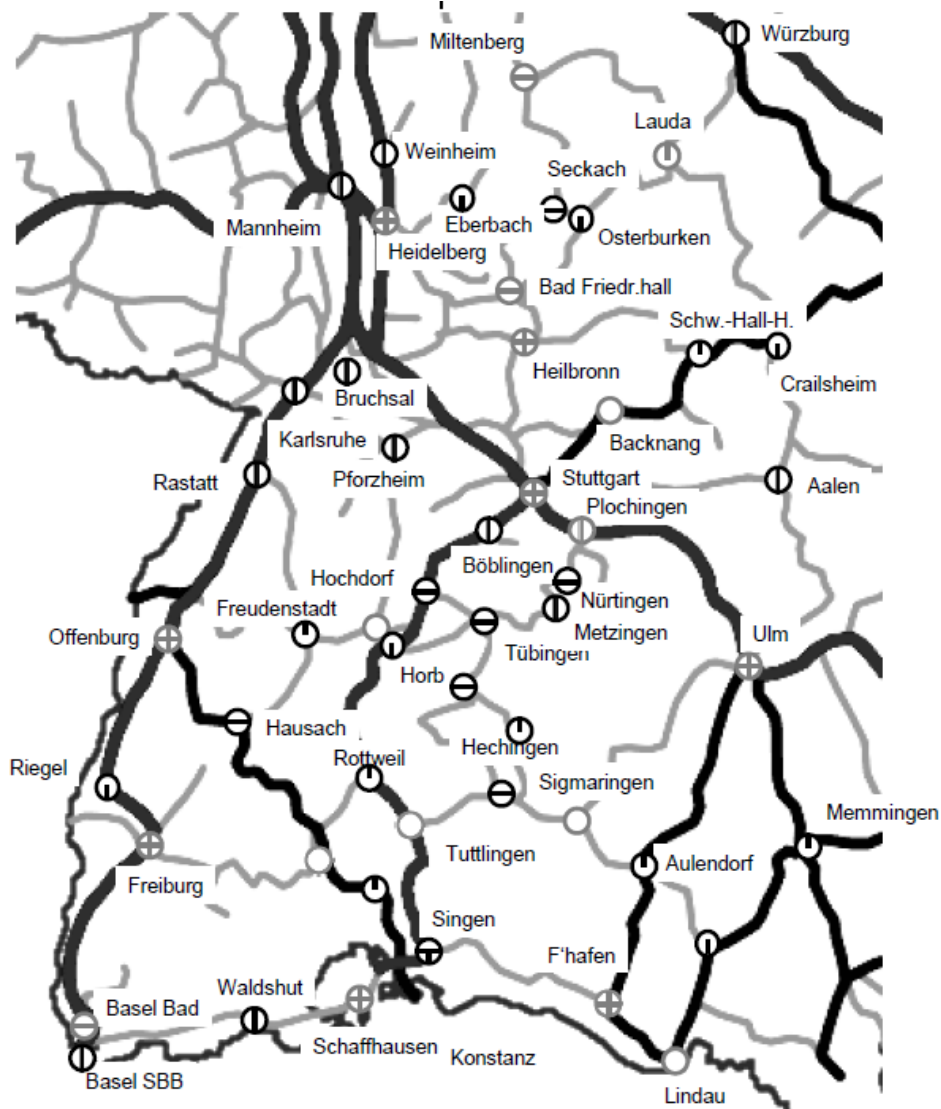 Miltenberg
Würzburg
Lauda
Weinheim
Seckach
Mannheim
Eberbach
Osterburken
Heidelberg
Bad Friedr.hall
Schw.-Hall-H.
Heilbronn
Crailsheim
Bruchsal
Karlsruhe
Backnang
Rastatt
Pforzheim
Stuttgart
Aalen
Plochingen
Böblingen
Hochdorf
Nürtingen
Freudenstadt
Metzingen
Offenburg
Tübingen
Ulm
Horb
Hausach
Hechingen
Rottweil
Riegel
Sigmaringen
Memmingen
Tuttlingen
Aulendorf
Freiburg
Singen
F'hafen
Waldshut
Basel Bad
Schaffhausen
Konstanz
Basel SBB
Lindau